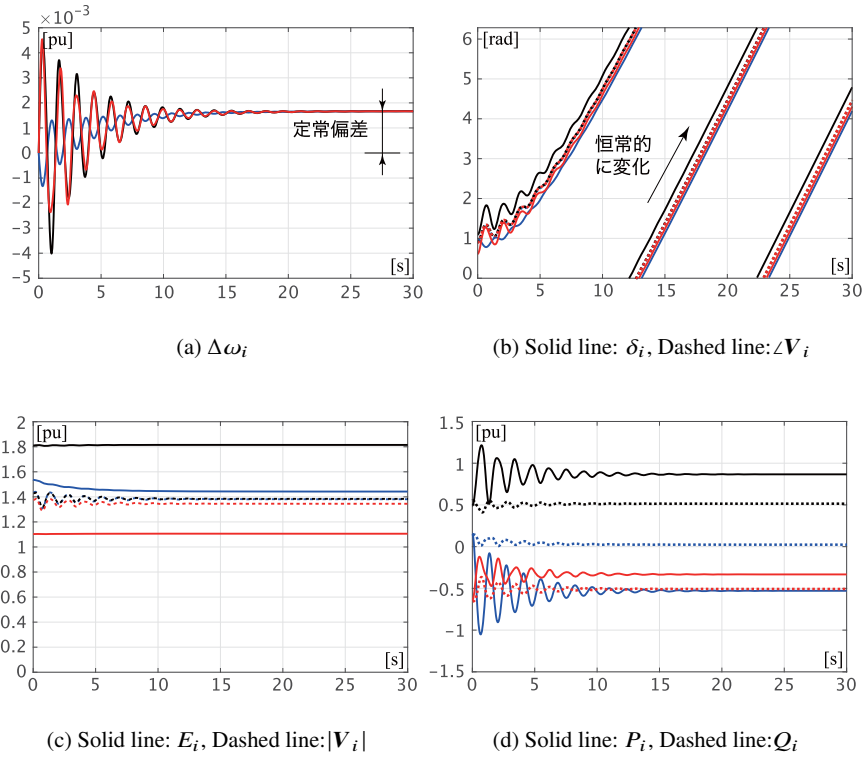 ×10⁻³
[pu]
5
4
3
2
1
0
−1
−2
−3
−4
−5
定常偏差
[s]
0 5 10 15 20 25 30
(a) Δωᵢ
[rad]
6
5
4
3
2
1
0
恒常的
に変化
[s]
0 5 10 15 20 25 30
(b) Solid line: δᵢ, Dashed line:∠Vᵢ
[pu]
2
1.8
1.6
1.4
1.2
1
0.8
0.6
0.4
0.2
0
[s]
0 5 10 15 20 25 30
(c) Solid line: Eᵢ, Dashed line:|Vᵢ|
[pu]
1.5
1
0.5
0
−0.5
−1
−1.5
[s]
0 5 10 15 20 25 30
(d) Solid line: Pᵢ, Dashed line:Qᵢ